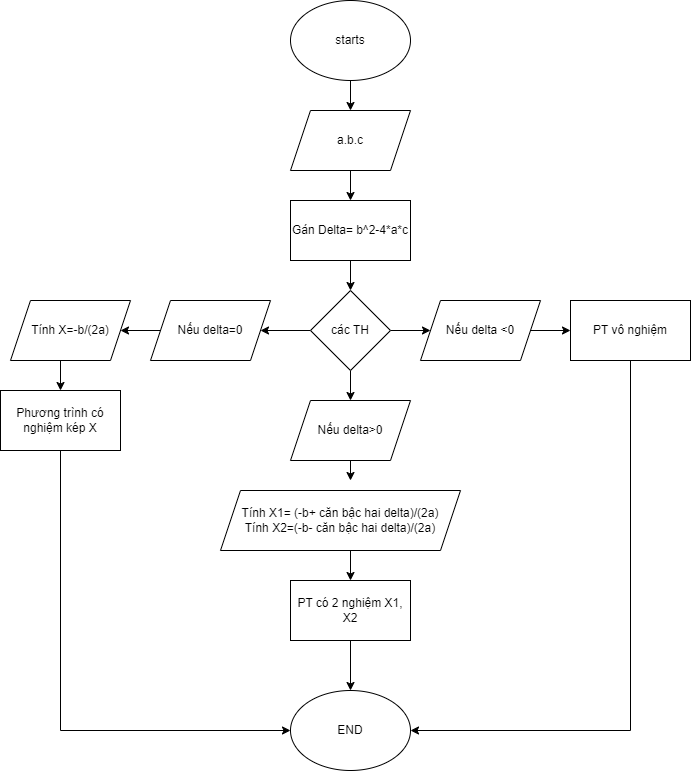 starts
a.b.c
Gán Delta= b^2-4*a*c
Tính X=-b/(2a)
Nếu delta=0
các TH
Nếu delta <0
PT vô nghiệm
Phương trình có
nghiệm kép X
Nếu delta>0
Tính X1= (-b+ căn bậc hai delta)/(2a)
Tính X2=(-b- căn bậc hai delta)/(2a)
PT có 2 nghiệm X1,
X2
END